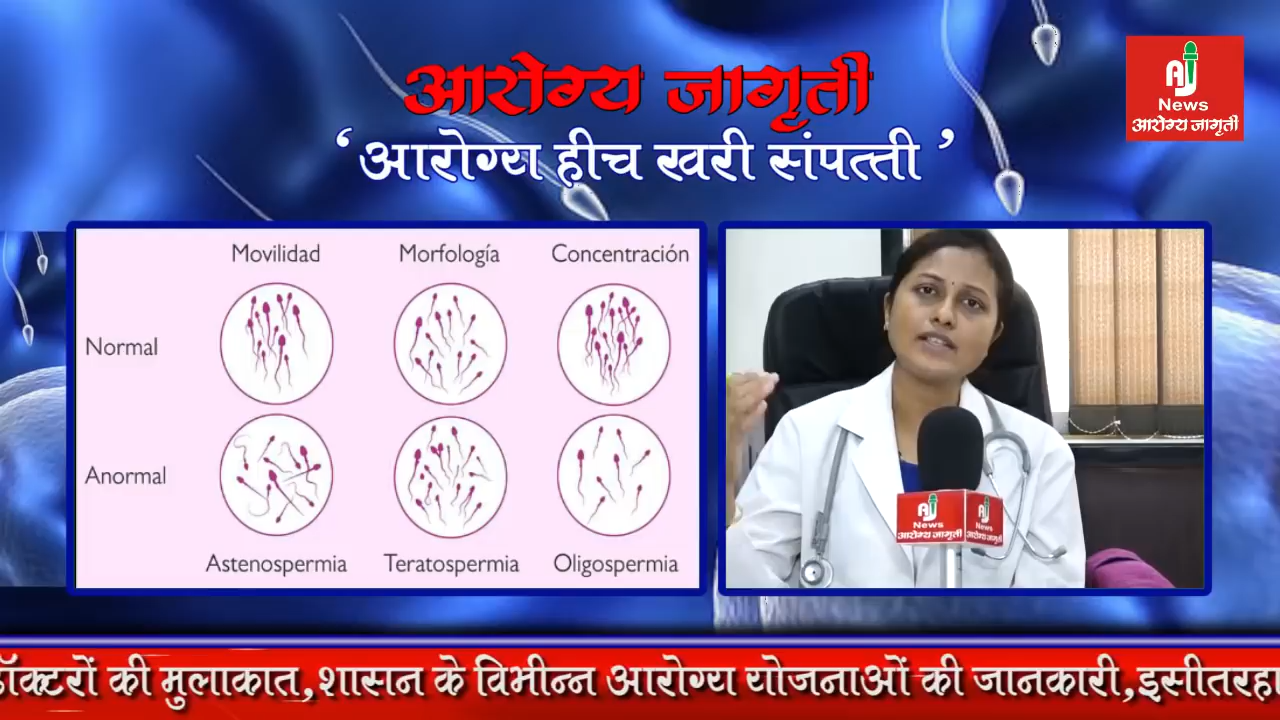 आरोग्य जागृती
‘आरोग्य हीच खरी संपत्ती ’
AJ
News
आरोग्य जागृती
Movilidad
Morfología
Concentración
Normal
Anormal
Astenospermia
Teratospermia
Oligospermia
AJ
News
आरोग्य जागृती
AJ
News
आरोग्य जागृती
डॉक्टरों की मुलाकात,शासन के विभीन्न आरोग्य योजनाओं की जानकारी,इसीतरहा